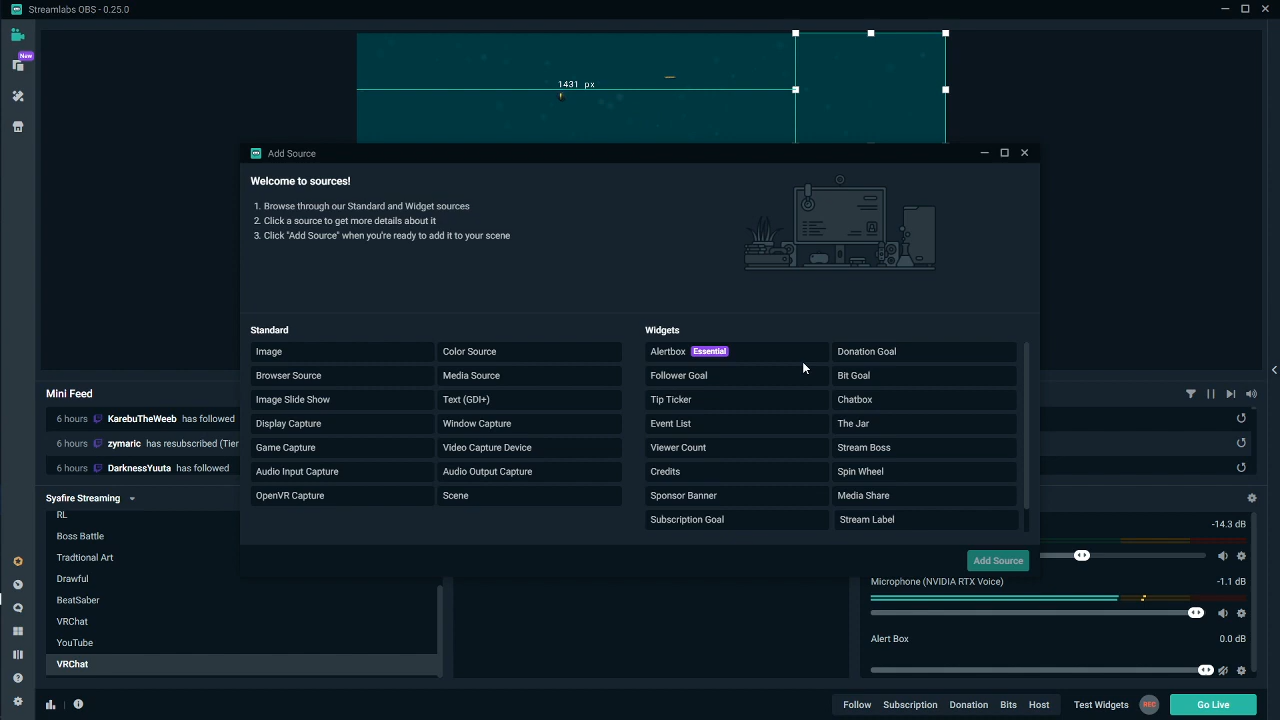 Streamlabs OBS - 0.25.0
New
1431 px
Add Source
Welcome to sources!
1. Browse through our Standard and Widget sources
2. Click a source to get more details about it
3. Click "Add Source" when you're ready to add it to your scene
Standard
Image
Color Source
Browser Source
Media Source
Image Slide Show
Text (GDI+)
Display Capture
Window Capture
Game Capture
Video Capture Device
Audio Input Capture
Audio Output Capture
OpenVR Capture
Scene
Widgets
Alertbox Essential
Donation Goal
Follower Goal
Bit Goal
Tip Ticker
Chatbox
Event List
The Jar
Viewer Count
Stream Boss
Credits
Spin Wheel
Sponsor Banner
Media Share
Subscription Goal
Stream Label
Add Source
Mini Feed
6 hours KarebuTheWeeb has followed
6 hours zymaric has resubscribed (Tier
6 hours DarknessYuuta has followed
Syafire Streaming
RL
Boss Battle
Tradtional Art
Drawful
BeatSaber
VRChat
YouTube
VRChat
-14.3 dB
Microphone (NVIDIA RTX Voice) -1.1 dB
Alert Box 0.0 dB
Follow Subscription Donation Bits Host Test Widgets REC Go Live